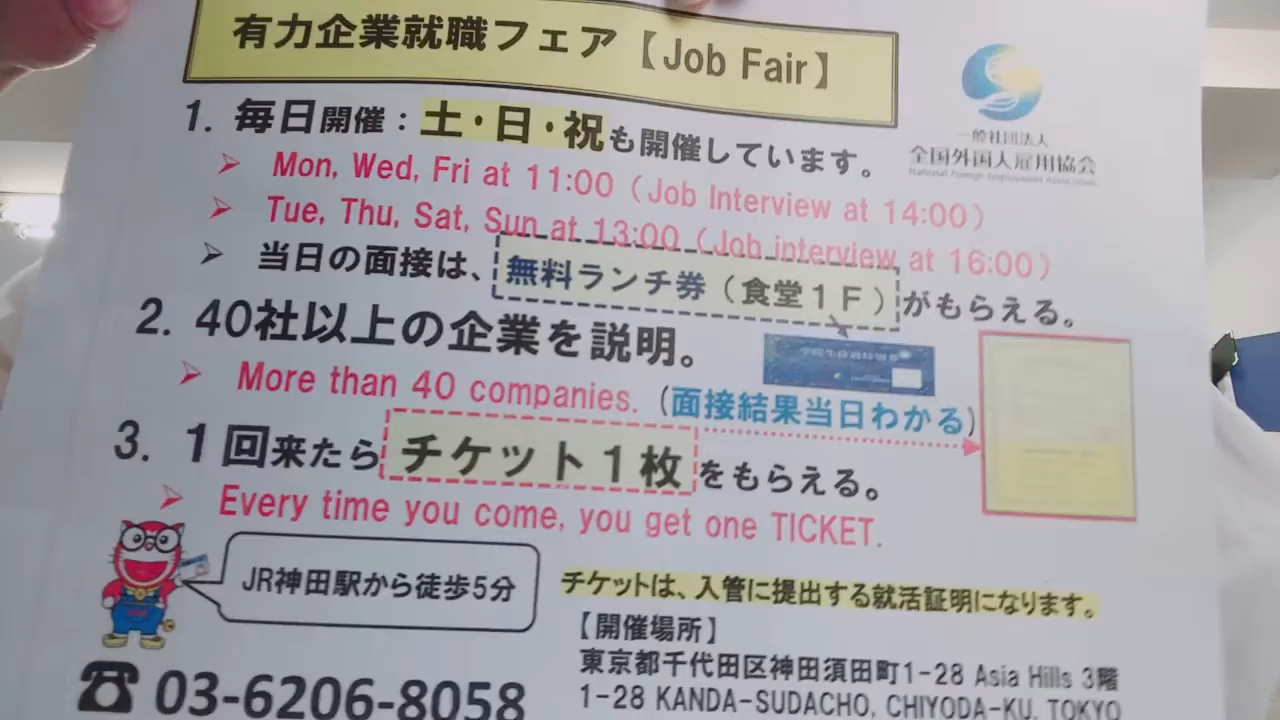 有力企業就職フェア【Job Fair】
一般社団法人
全国外国人雇用協会
National Foreign Employment Association
1. 毎日開催：土・日・祝も開催しています。
➢ Mon, Wed, Fri at 11:00（Job Interview at 14:00）
➢ Tue, Thu, Sat, Sun at 13:00（Job interview at 16:00）
➢ 当日の面接は、無料ランチ券（食堂１Ｆ）がもらえる。
2. 40社以上の企業を説明。
➢ More than 40 companies.（面接結果当日わかる）
3. １回来たらチケット１枚をもらえる。
➢ Every time you come, you get one TICKET.
JR神田駅から徒歩5分
チケットは、入管に提出する就活証明になります。
【開催場所】
東京都千代田区神田須田町1-28 Asia Hills 3階
1-28 KANDA-SUDACHO, CHIYODA-KU, TOKYO
☎ 03-6206-8058